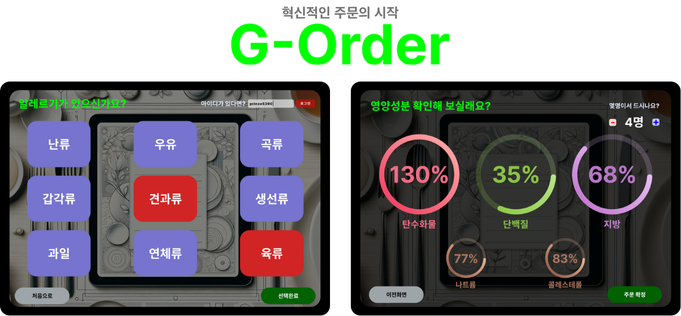 혁신적인 주문의 시작
G-Order
알레르기가 있으신가요?
아이디가 있다면?
로그인
난류
우유
곡류
갑각류
견과류
생선류
과일
연체류
육류
처음으로
선택완료
영양성분 확인해 보실래요?
몇명이서 드시나요?
4명
130%
탄수화물
35%
단백질
68%
지방
77%
나트륨
83%
콜레스테롤
이전화면
주문 확정